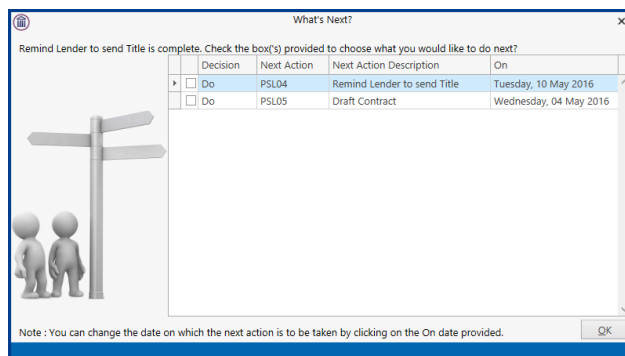 What's Next?
Remind Lender to send Title is complete. Check the box('s) provided to choose what you would like to do next?
Decision Next Action Next Action Description On
Do PSL04 Remind Lender to send Title Tuesday, 10 May 2016
Do PSL05 Draft Contract Wednesday, 04 May 2016
Note : You can change the date on which the next action is to be taken by clicking on the On date provided.
OK